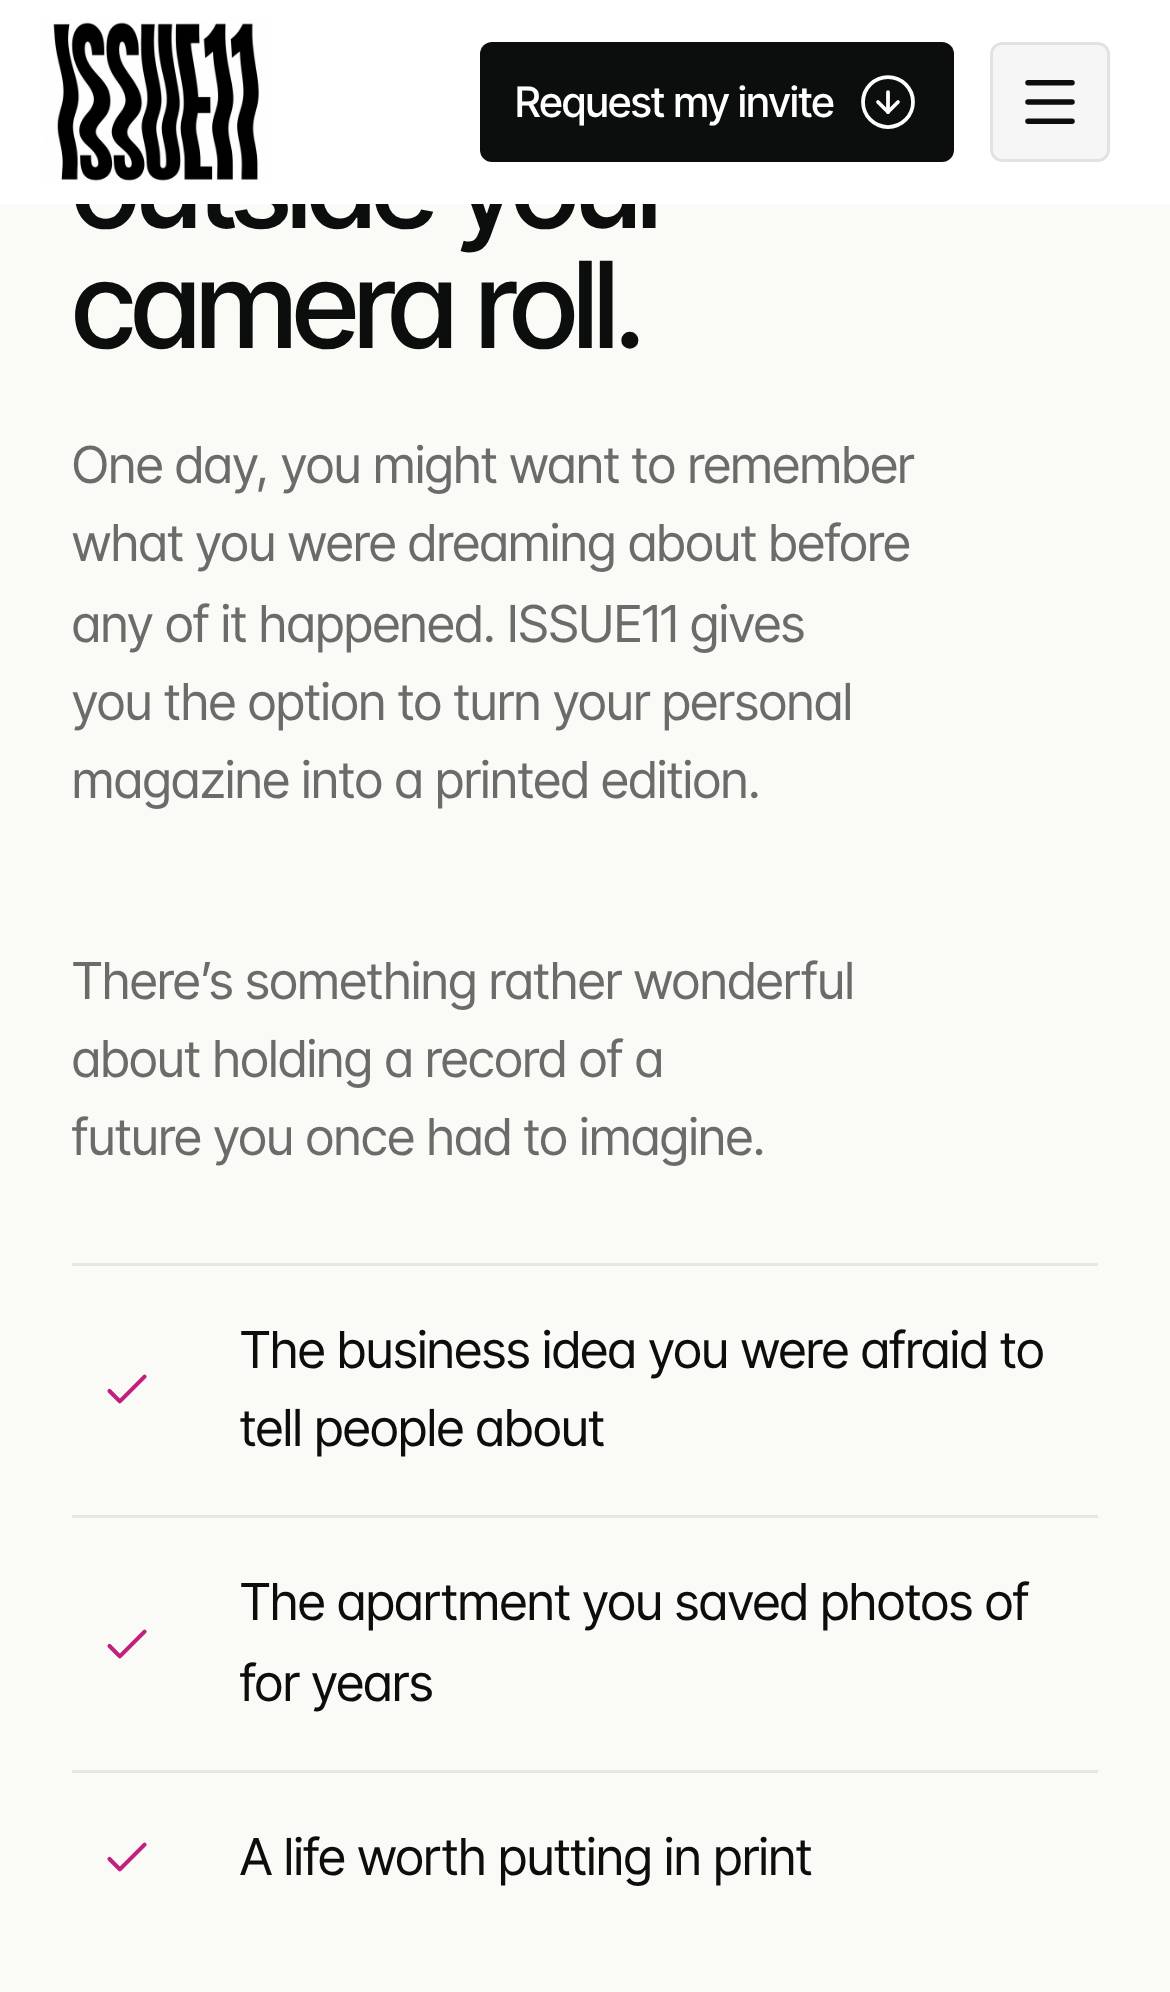 ISSUE11
Request my invite
outside your
camera roll.
One day, you might want to remember
what you were dreaming about before
any of it happened. ISSUE11 gives
you the option to turn your personal
magazine into a printed edition.
There’s something rather wonderful
about holding a record of a
future you once had to imagine.
The business idea you were afraid to
tell people about
The apartment you saved photos of
for years
A life worth putting in print